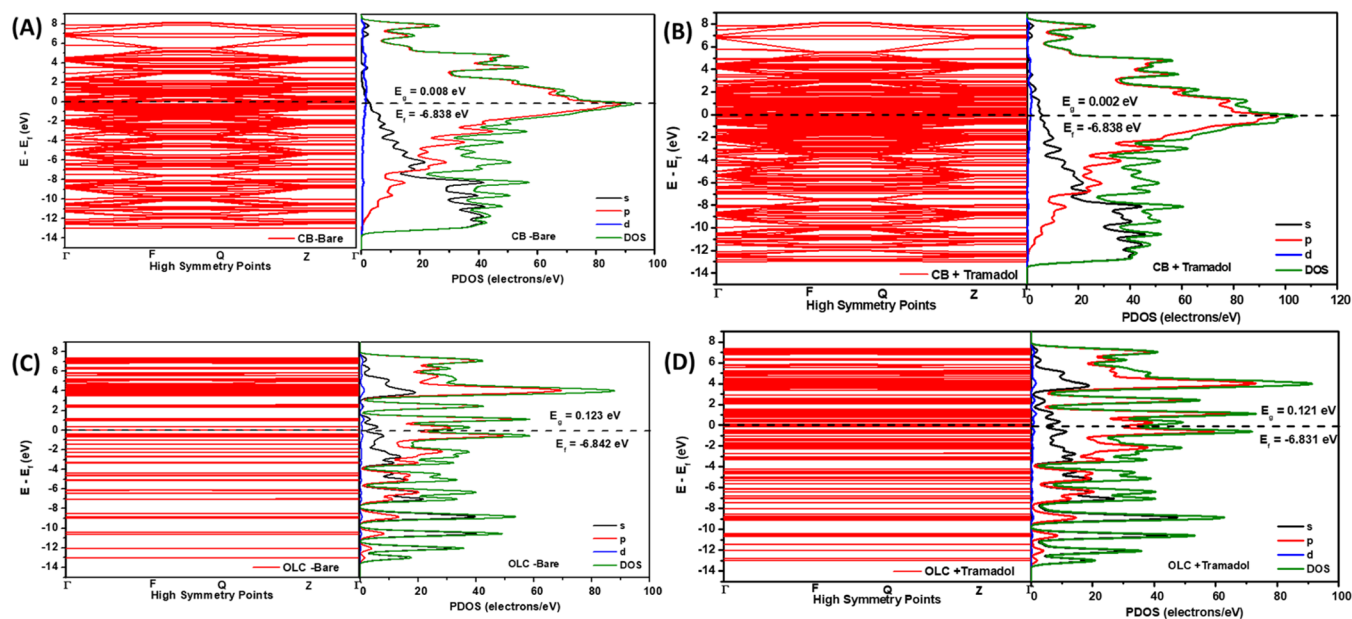 (A)
E - E_f (eV)
8
6
4
2
0
-2
-4
-6
-8
-10
-12
-14
Γ F Q Z Γ
High Symmetry Points
CB-Bare
E_g = 0.008 eV
E_f = -6.838 eV
s
p
d
DOS
CB -Bare
0 20 40 60 80 100
PDOS (electrons/eV)
(B)
E - E_f (eV)
8
6
4
2
0
-2
-4
-6
-8
-10
-12
-14
-15
Γ F Q Z Γ
High Symmetry Points
CB + Tramadol
E_g = 0.002 eV
E_f = -6.838 eV
s
p
d
DOS
CB + Tramadol
0 20 40 60 80 100 120
PDOS (electrons/eV)
(C)
E - E_f (eV)
8
6
4
2
0
-2
-4
-6
-8
-10
-12
-14
Γ F Q Z Γ
High Symmetry Points
OLC -Bare
E_g = 0.123 eV
E_f = -6.842 eV
s
p
d
DOS
OLC -Bare
0 20 40 60 80 100
PDOS (electrons/eV)
(D)
E - E_f (eV)
8
6
4
2
0
-2
-4
-6
-8
-10
-12
-14
-15
Γ F Q Z Γ
High Symmetry Points
OLC +Tramadol
E_g = 0.121 eV
E_f = -6.831 eV
s
p
d
DOS
OLC +Tramadol
0 20 40 60 80 100
PDOS (electrons/eV)